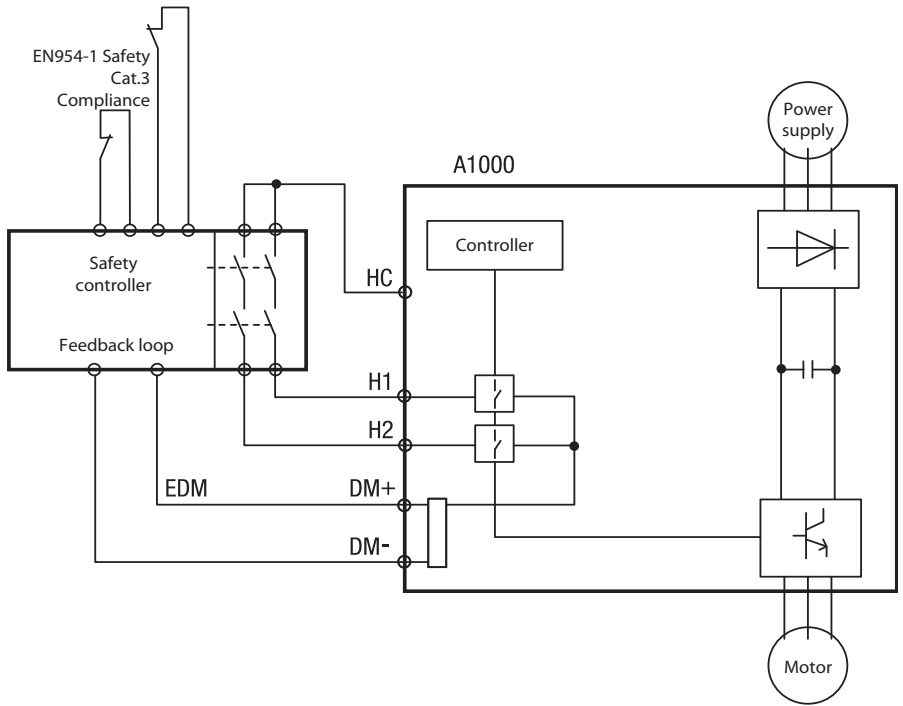 EN954-1 Safety
Cat.3
Compliance
Power
supply
A1000
Safety
controller
Controller
HC
Feedback loop
H1
H2
EDM
DM+
DM-
Motor